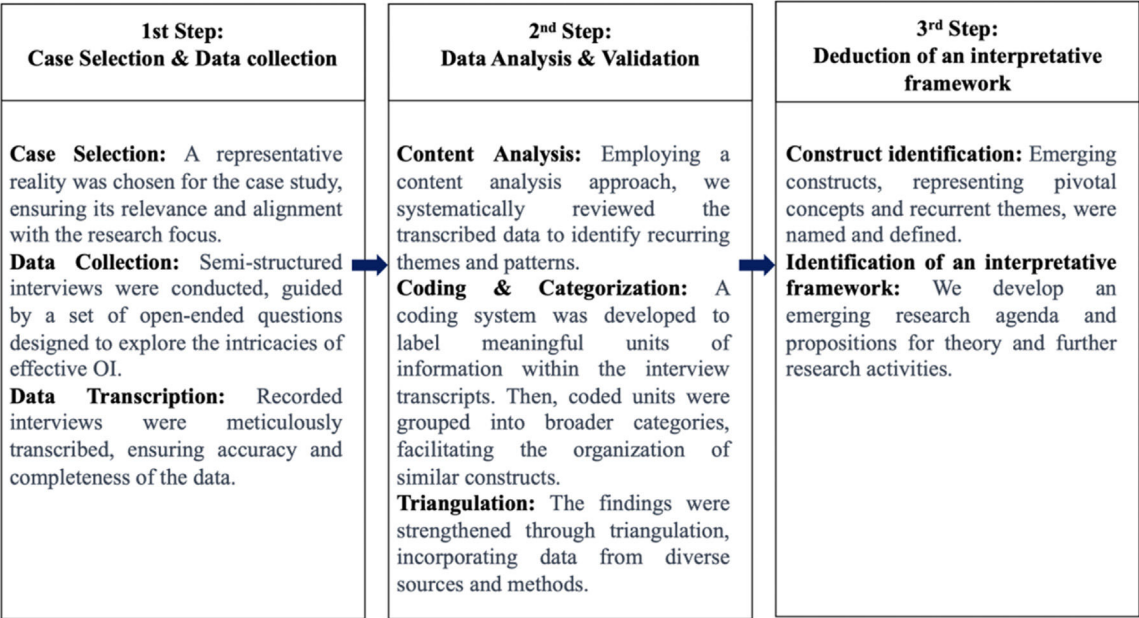 1st Step:
Case Selection & Data collection
Case Selection: A representative
reality was chosen for the case study,
ensuring its relevance and alignment
with the research focus.
Data Collection: Semi-structured
interviews were conducted, guided
by a set of open-ended questions
designed to explore the intricacies of
effective OI.
Data Transcription: Recorded
interviews were meticulously
transcribed, ensuring accuracy and
completeness of the data.
2nd Step:
Data Analysis & Validation
Content Analysis: Employing a
content analysis approach, we
systematically reviewed the
transcribed data to identify recurring
themes and patterns.
Coding & Categorization: A
coding system was developed to
label meaningful units of
information within the interview
transcripts. Then, coded units were
grouped into broader categories,
facilitating the organization of
similar constructs.
Triangulation: The findings were
strengthened through triangulation,
incorporating data from diverse
sources and methods.
3rd Step:
Deduction of an interpretative
framework
Construct identification: Emerging
constructs, representing pivotal
concepts and recurrent themes, were
named and defined.
Identification of an interpretative
framework: We develop an
emerging research agenda and
propositions for theory and further
research activities.